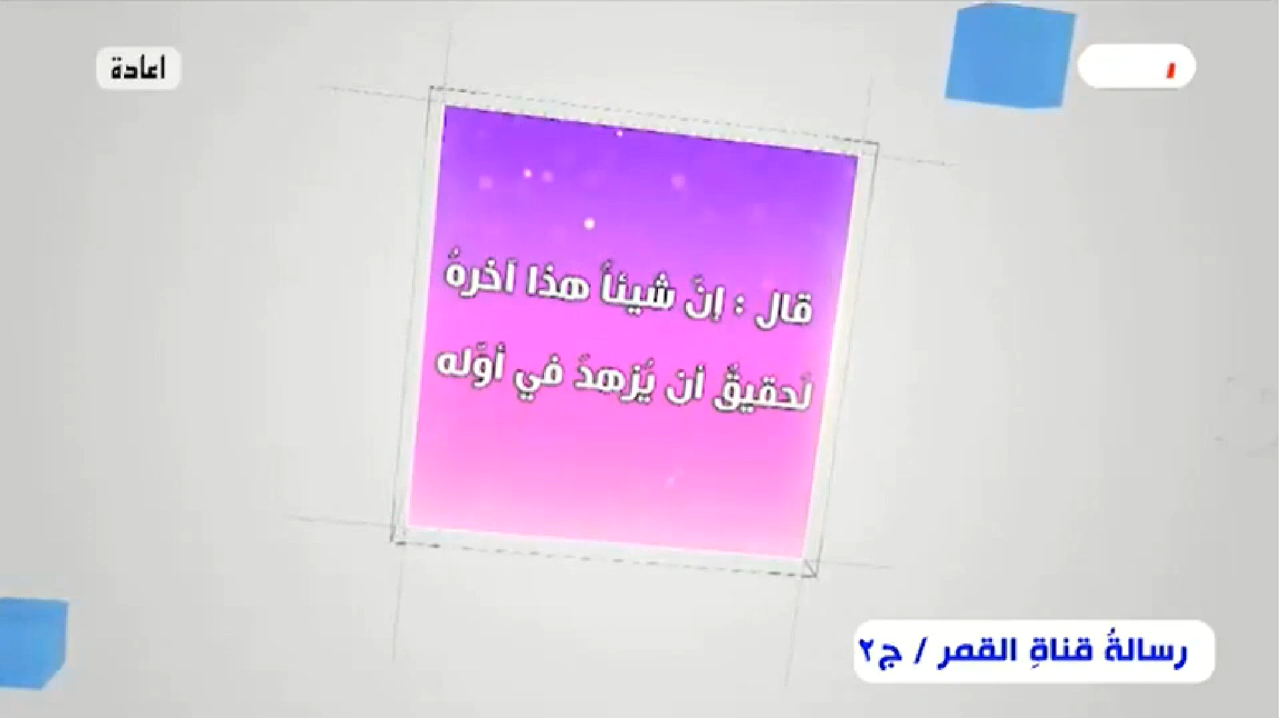 اعادة
قال : إنّ شيئاً هذا آخرهُ
لَحقيقٌ أن يُزهدَ في أوّله
رسالةُ قناةِ القمر / ج٢